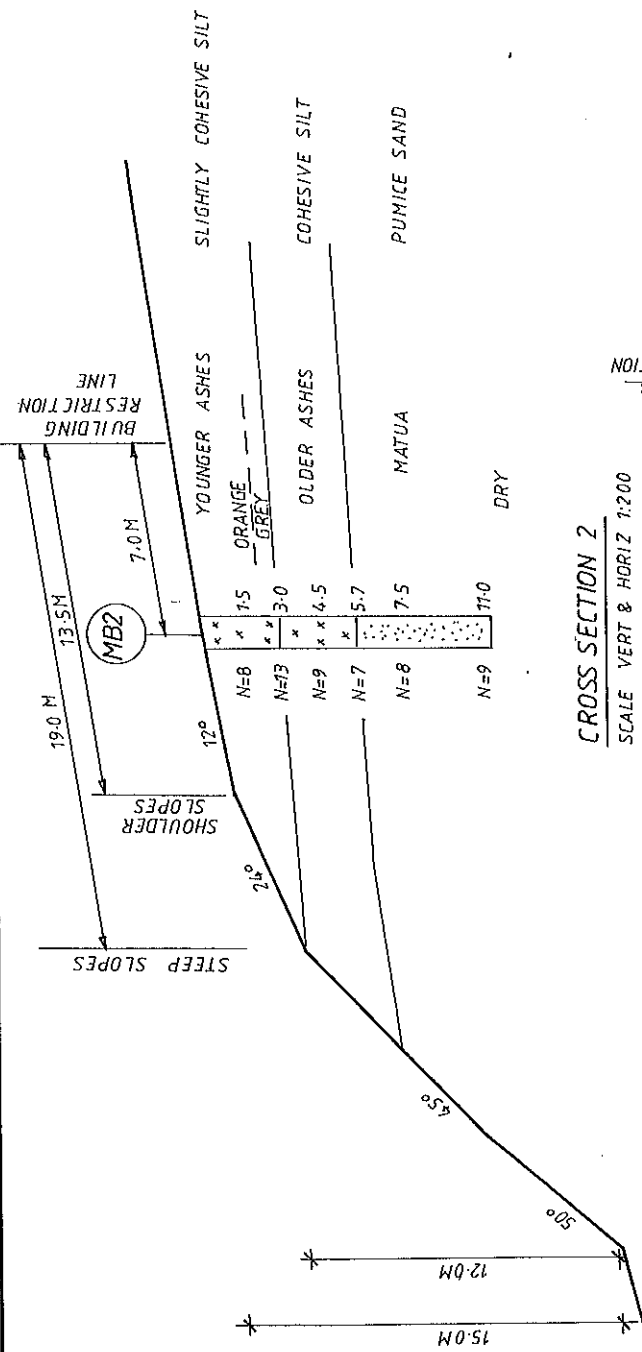 19·0 M
13·5M
7·0M
BUILDING
RESTRICTION
LINE
STEEP SLOPES
SHOULDER
SLOPES
MB2
12°
24°
45°
50°
15·0M
12·0M
YOUNGER ASHES SLIGHTLY COHESIVE SILT
ORANGE
GREY
OLDER ASHES COHESIVE SILT
MATUA PUMICE SAND
DRY
N=8 1·5
N=13 3·0
N=9 4·5
N=7 5·7
N=8 7·5
N=9 11·0
CROSS SECTION 2
SCALE VERT & HORIZ 1:200